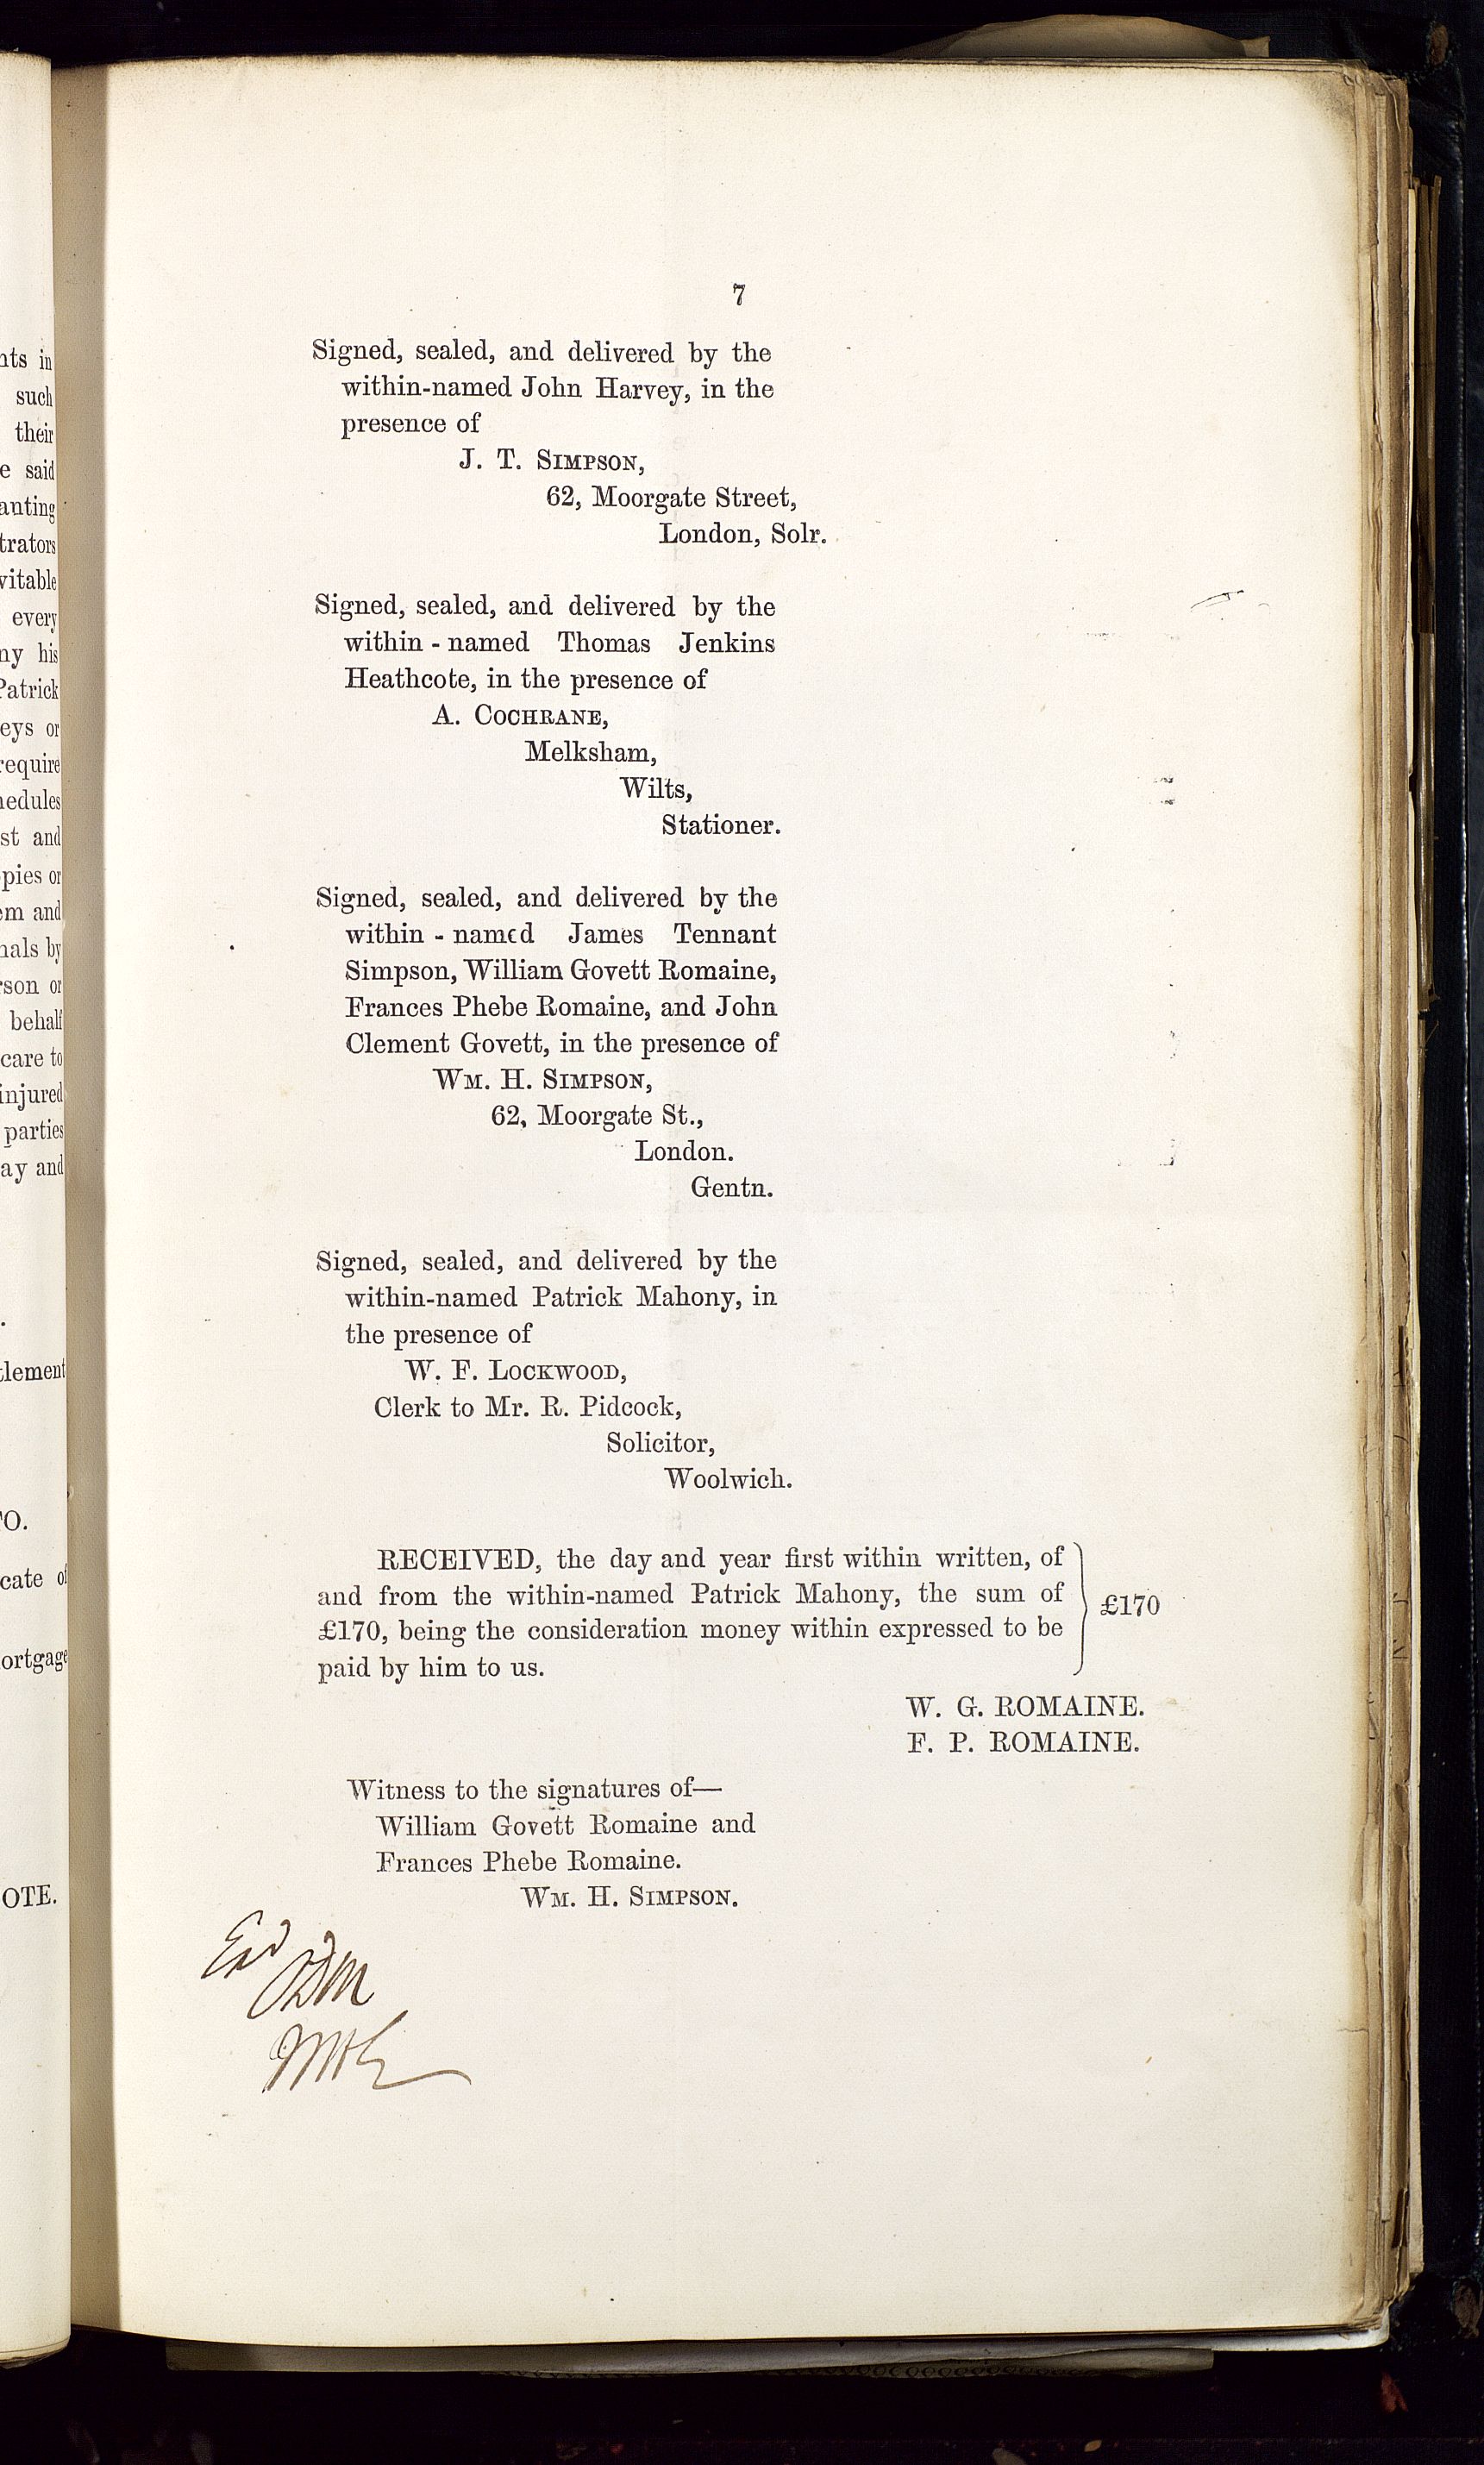 7
Signed, sealed, and delivered by the
within-named John Harvey, in the
presence of
J. T. SIMPSON,
62, Moorgate Street,
London, Solr.
Signed, sealed, and delivered by the
within-named Thomas Jenkins
Heathcote, in the presence of
A. COCHRANE,
Melksham,
Wilts,
Stationer.
Signed, sealed, and delivered by the
within-named James Tennant
Simpson, William Govett Romaine,
Frances Phebe Romaine, and John
Clement Govett, in the presence of
WM. H. SIMPSON,
62, Moorgate St.,
London.
Gentn.
Signed, sealed, and delivered by the
within-named Patrick Mahony, in
the presence of
W. F. LOCKWOOD,
Clerk to Mr. R. Pidcock,
Solicitor,
Woolwich.
RECEIVED, the day and year first within written, of
and from the within-named Patrick Mahony, the sum of
£170, being the consideration money within expressed to be
paid by him to us.
£170
W. G. ROMAINE.
F. P. ROMAINE.
Witness to the signatures of—
William Govett Romaine and
Frances Phebe Romaine.
WM. H. SIMPSON.